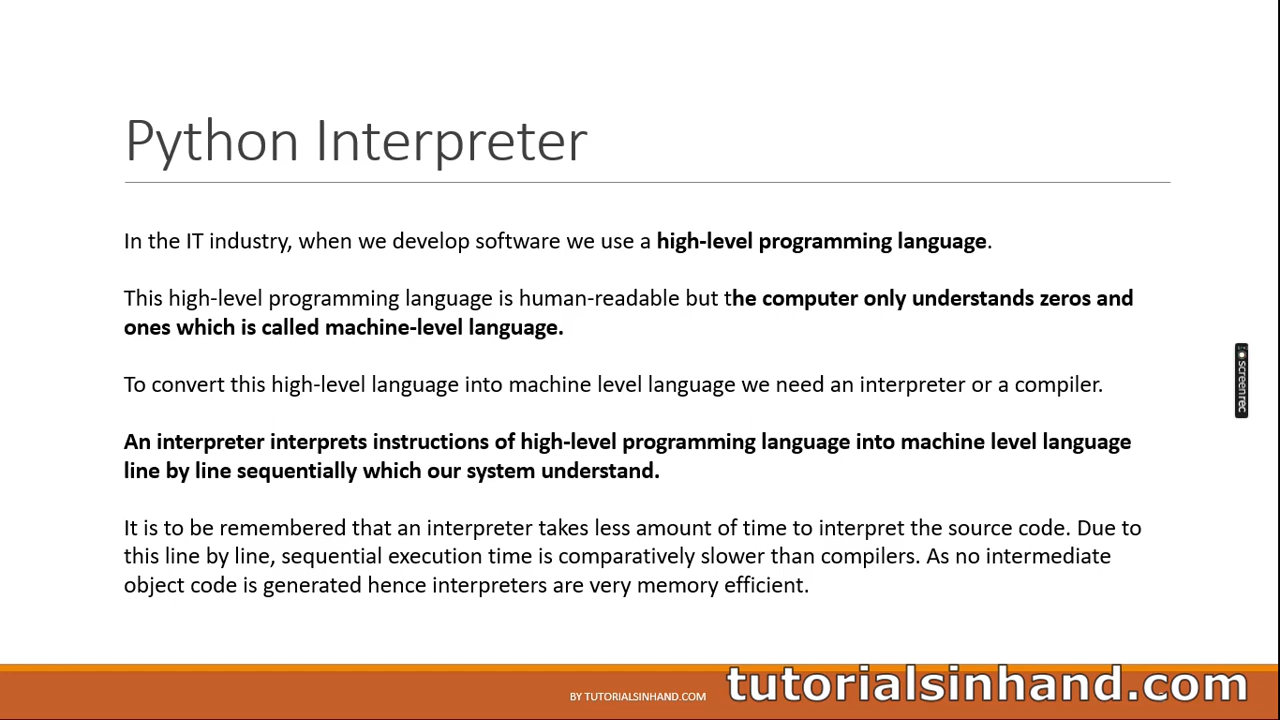 Python Interpreter
In the IT industry, when we develop software we use a high-level programming language.
This high-level programming language is human-readable but the computer only understands zeros and
ones which is called machine-level language.
To convert this high-level language into machine level language we need an interpreter or a compiler.
An interpreter interprets instructions of high-level programming language into machine level language
line by line sequentially which our system understand.
It is to be remembered that an interpreter takes less amount of time to interpret the source code. Due to
this line by line, sequential execution time is comparatively slower than compilers. As no intermediate
object code is generated hence interpreters are very memory efficient.
screenrec
BY TUTORIALSINHAND.COM
tutorialsinhand.com